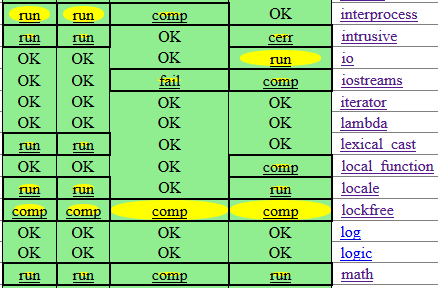 run run comp OK interprocess
run run OK cerr intrusive
OK OK OK run io
OK OK fail comp iostreams
OK OK OK OK iterator
OK OK OK OK lambda
run run OK OK lexical_cast
OK OK OK comp local_function
run run OK run locale
comp comp comp comp lockfree
OK OK OK OK log
OK OK OK OK logic
run run comp run math